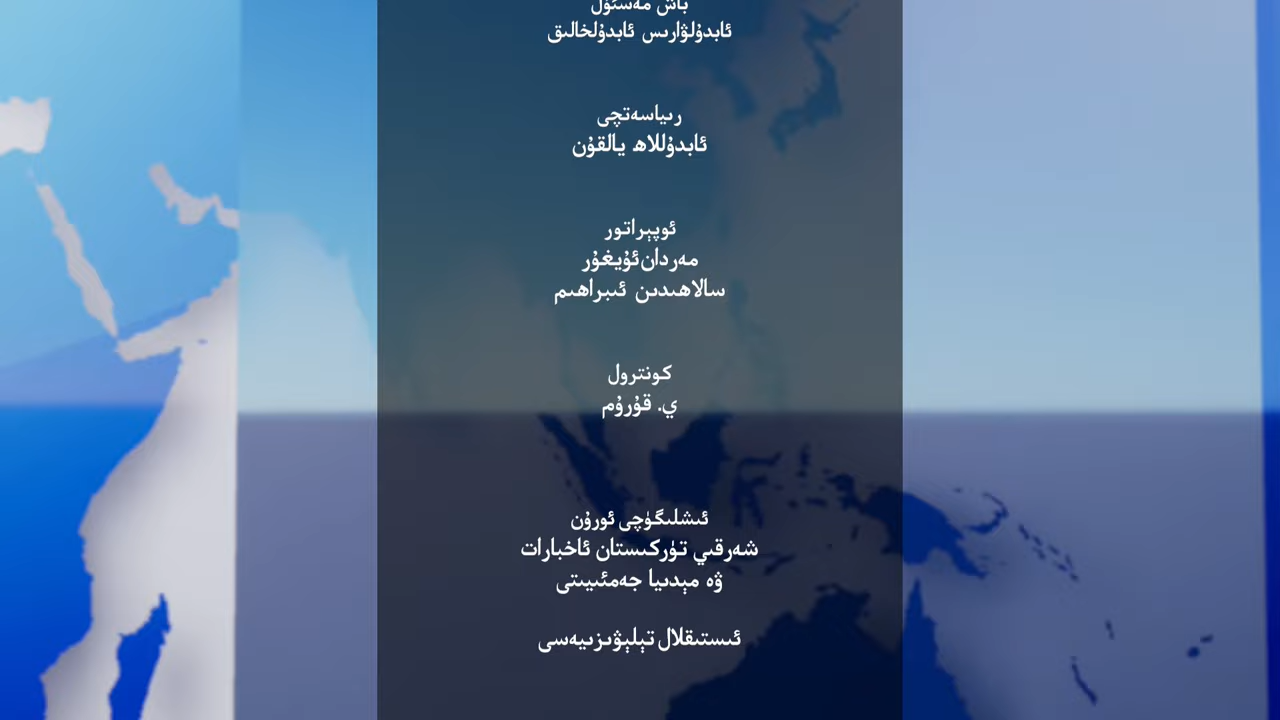 باش مەسئۇل
ئابدۇلۋارىس ئابدۇلخالىق
رىياسەتچى
ئابدۇللاھ يالقۇن
ئوپېراتور
مەردان ئۇيغۇر
سالاھىدىن ئىبراھىم
كونترول
ي. قۇرۇم
ئىشلىگۈچى ئورۇن
شەرقىي تۈركىستان ئاخبارات
ۋە مېدىيا جەمئىيىتى
ئىستىقلال تېلېۋىزىيەسى